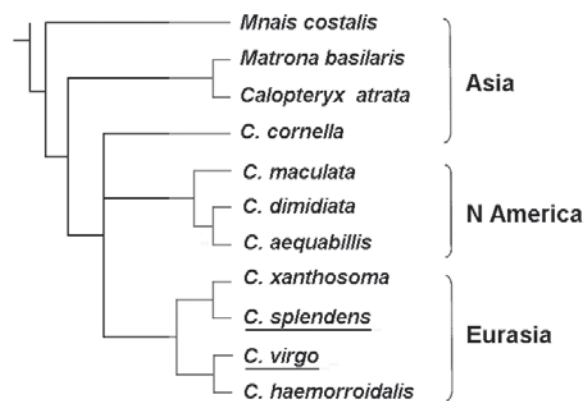 Mnais costalis
Matrona basilaris
Calopteryx atrata
C. cornella
C. maculata
C. dimidiata
C. aequabillis
C. xanthosoma
C. splendens
C. virgo
C. haemorroidalis
Asia
N America
Eurasia